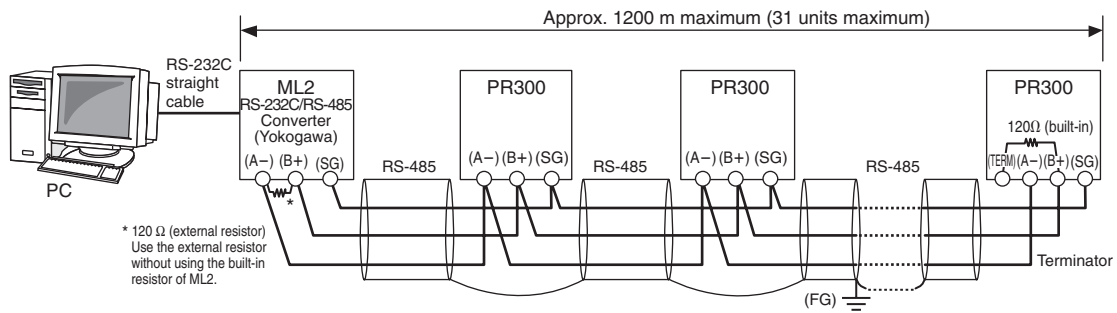 Approx. 1200 m maximum (31 units maximum)
RS-232C
straight
cable
PC
ML2
RS-232C/RS-485
Converter
(Yokogawa)
(A−) (B+) (SG)
*
* 120 Ω (external resistor)
Use the external resistor
without using the built-in
resistor of ML2.
RS-485
PR300
(A−) (B+) (SG)
RS-485
PR300
(A−) (B+) (SG)
RS-485
(FG)
PR300
120Ω (built-in)
(TERM) (A−) (B+) (SG)
Terminator